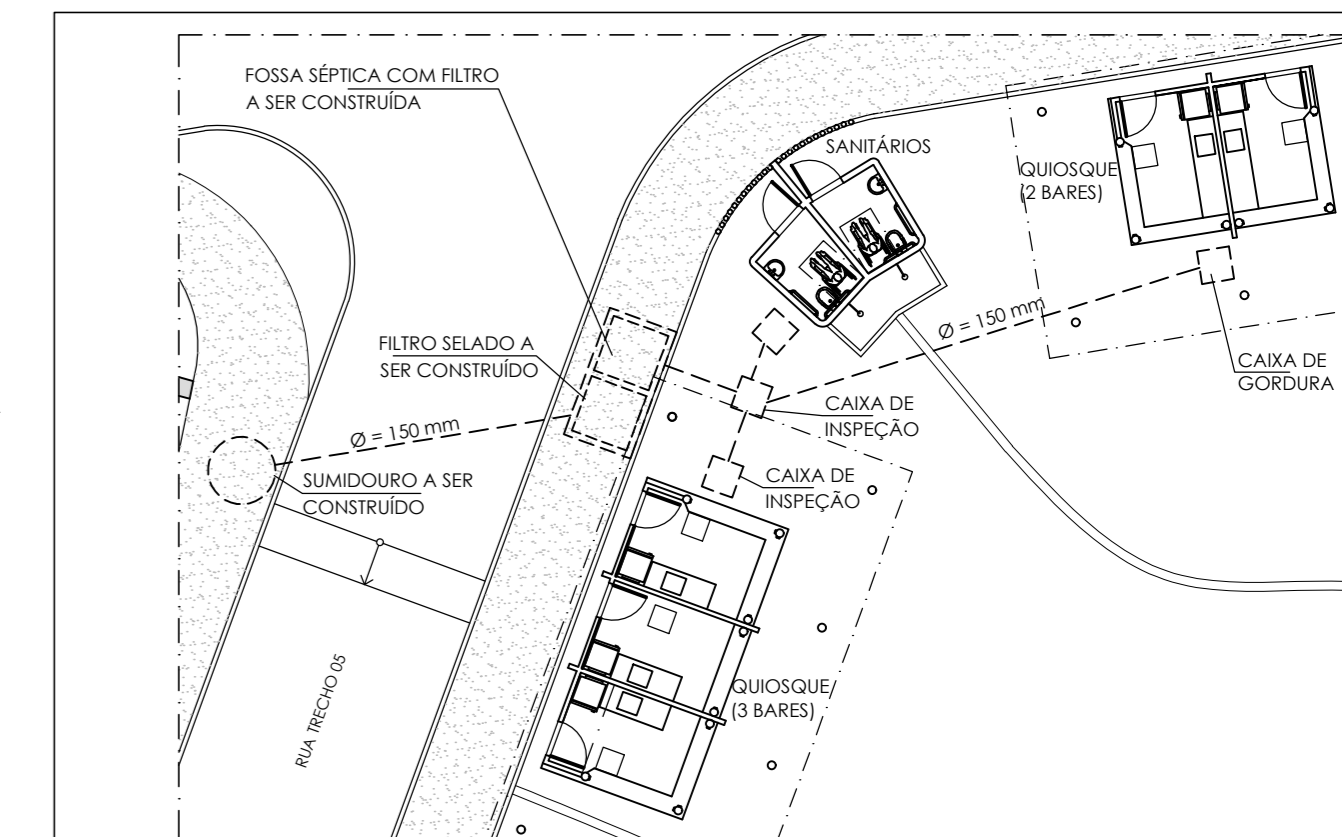 FOSSA SÉPTICA COM FILTRO
A SER CONSTRUÍDA
SANITÁRIOS
QUIOSQUE
(2 BARES)
Ø = 150 mm
FILTRO SELADO A
SER CONSTRUÍDO
CAIXA DE
GORDURA
CAIXA DE
INSPEÇÃO
Ø = 150 mm
SUMIDOURO A SER
CONSTRUÍDO
CAIXA DE
INSPEÇÃO
RUA TRECHO 05
QUIOSQUE
(3 BARES)